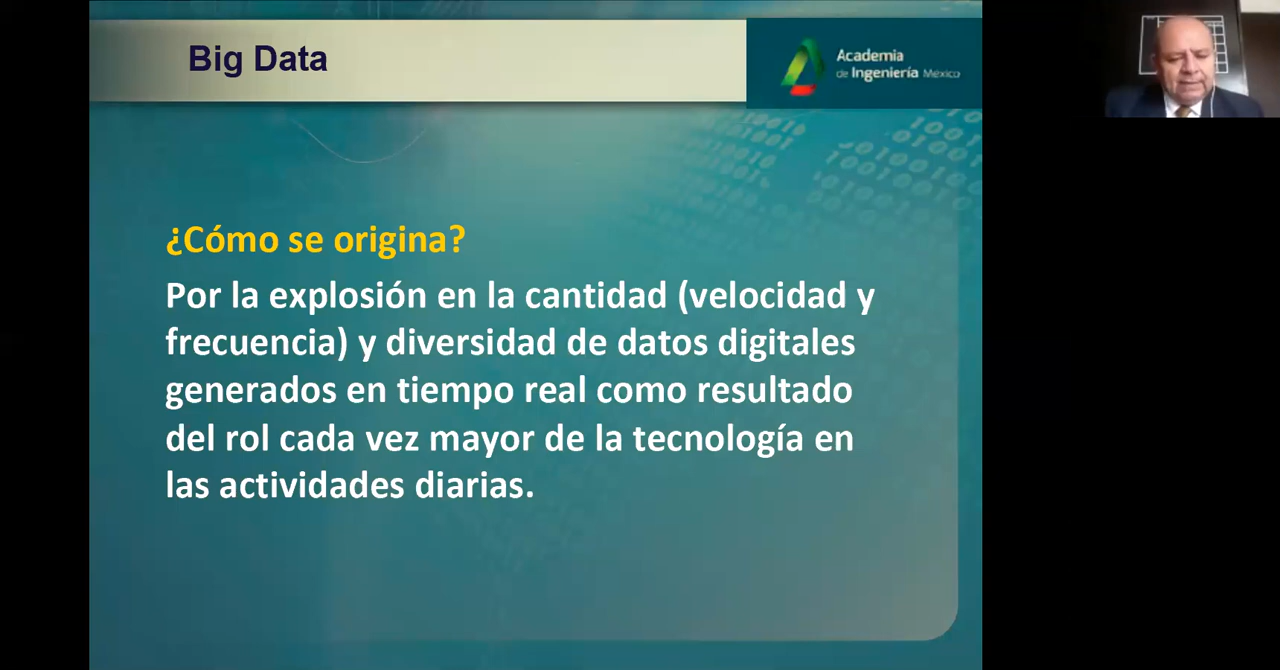 Big Data
Academia
de Ingeniería México
¿Cómo se origina?
Por la explosión en la cantidad (velocidad y
frecuencia) y diversidad de datos digitales
generados en tiempo real como resultado
del rol cada vez mayor de la tecnología en
las actividades diarias.